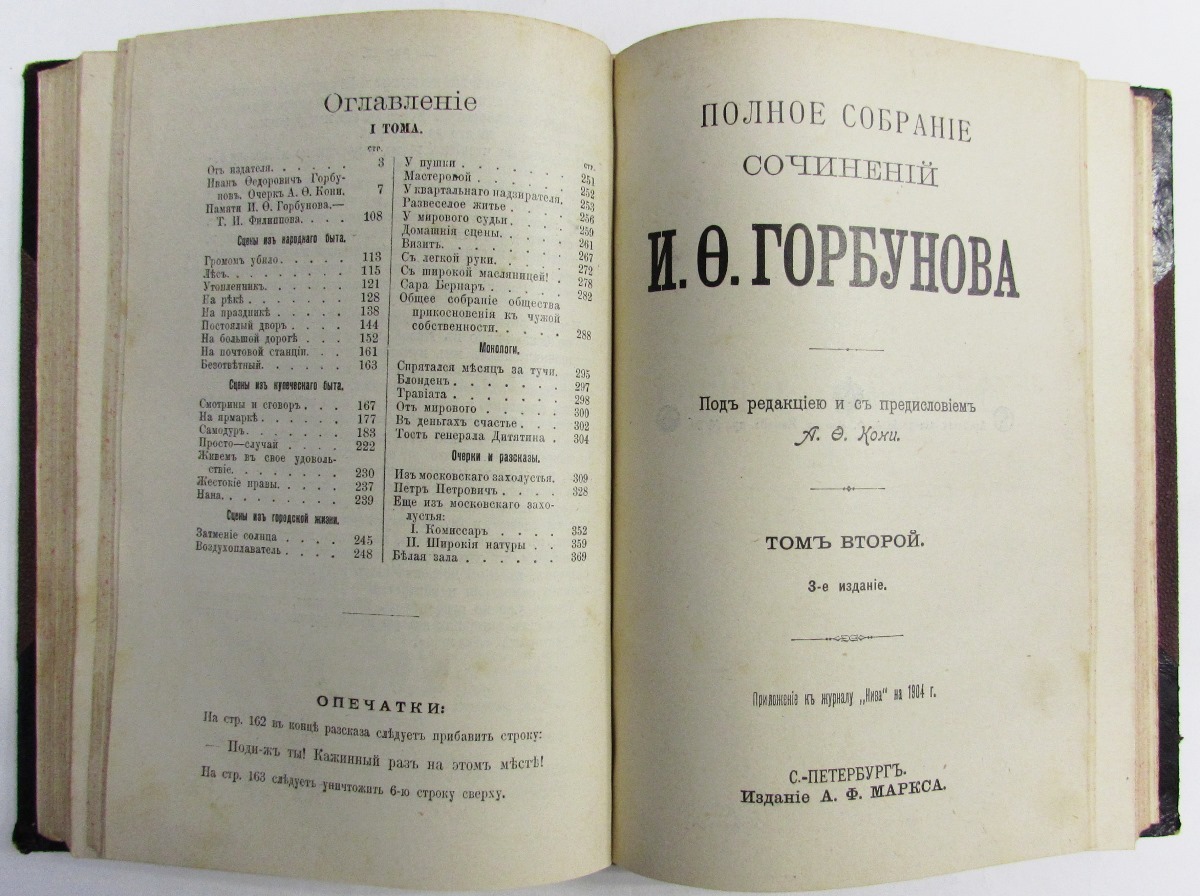 Оглавленіе
I ТОМА.
стр.
Отъ издателя. . . . . . 3
Иванъ Ѳедоровичъ Горбу-
новъ. Очеркъ А. Ѳ. Кони. 7
Памяти И. Ѳ. Горбунова.—
Т. И. Филиппова. . . . 108
Сцены изъ народнаго быта.
Громомъ убило. . . . . . 113
Лѣсъ. . . . . . . . . 115
Утопленникъ. . . . . . 121
На рѣкѣ . . . . . . . 128
На праздникѣ . . . . . 138
Постоялый дворъ . . . . 144
На большой дорогѣ . . . 152
На почтовой станціи. . . 161
Безотвѣтный. . . . . . 163
Сцены изъ купеческаго быта.
Смотрины и сговоръ. . . 167
На ярмаркѣ . . . . . . 177
Самодуръ. . . . . . . 183
Просто—случай . . . . . 222
Живемъ въ свое удоволь-
ствіе. . . . . . . . . 230
Жестокіе нравы. . . . . 237
Нана. . . . . . . . . 239
Сцены изъ городской жизни.
Затменіе солнца . . . . 245
Воздухоплаватель . . . . 248
стр.
У пушки . . . . . . . 251
Мастеровой . . . . . . 252
У квартальнаго надзирателя. 253
Развеселое житье . . . . 256
У мирового судьи . . . . 259
Домашнія сцены. . . . . 261
Визитъ. . . . . . . . 267
Съ легкой руки. . . . . 272
Съ широкой масляницей! . 278
Сара Бернаръ . . . . . 282
Общее собраніе общества
прикосновенія къ чужой
собственности. . . . . 288
Монологи.
Спрятался мѣсяцъ за тучи. 295
Блонденъ . . . . . . . 297
Травіата . . . . . . . 298
Отъ мирового . . . . . 300
Въ деньгахъ счастье . . . 302
Тостъ генерала Дитятина . 304
Очерки и разсказы.
Изъ московскаго захолустья. 309
Петръ Петровичъ . . . . 328
Еще изъ московскаго захо-
лустья:
I. Комиссаръ . . . . 352
II. Широкія натуры . . 359
Бѣлая зала . . . . . . 369
ОПЕЧАТКИ:
На стр. 162 въ концѣ разсказа слѣдуетъ прибавить строку:
— Поди-жъ ты! Кажинный разъ на этомъ мѣстѣ!
На стр. 163 слѣдуетъ уничтожить 6-ю строку сверху.
ПОЛНОЕ СОБРАНІЕ
СОЧИНЕНІЙ
И. Ѳ. ГОРБУНОВА
Подъ редакціею и съ предисловіемъ
А. Ѳ. Кони.
ТОМЪ ВТОРОЙ.
3-е изданіе.
Приложеніе къ журналу „Нива" на 1904 г.
С.-ПЕТЕРБУРГЪ.
Изданіе А. Ф. МАРКСА.